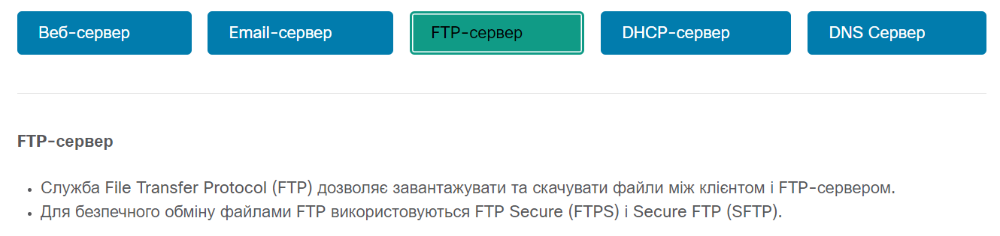 Веб-сервер
Email-сервер
FTP-сервер
DHCP-сервер
DNS Сервер
FTP-сервер
• Служба File Transfer Protocol (FTP) дозволяє завантажувати та скачувати файли між клієнтом і FTP-сервером.
• Для безпечного обміну файлами FTP використовуються FTP Secure (FTPS) і Secure FTP (SFTP).